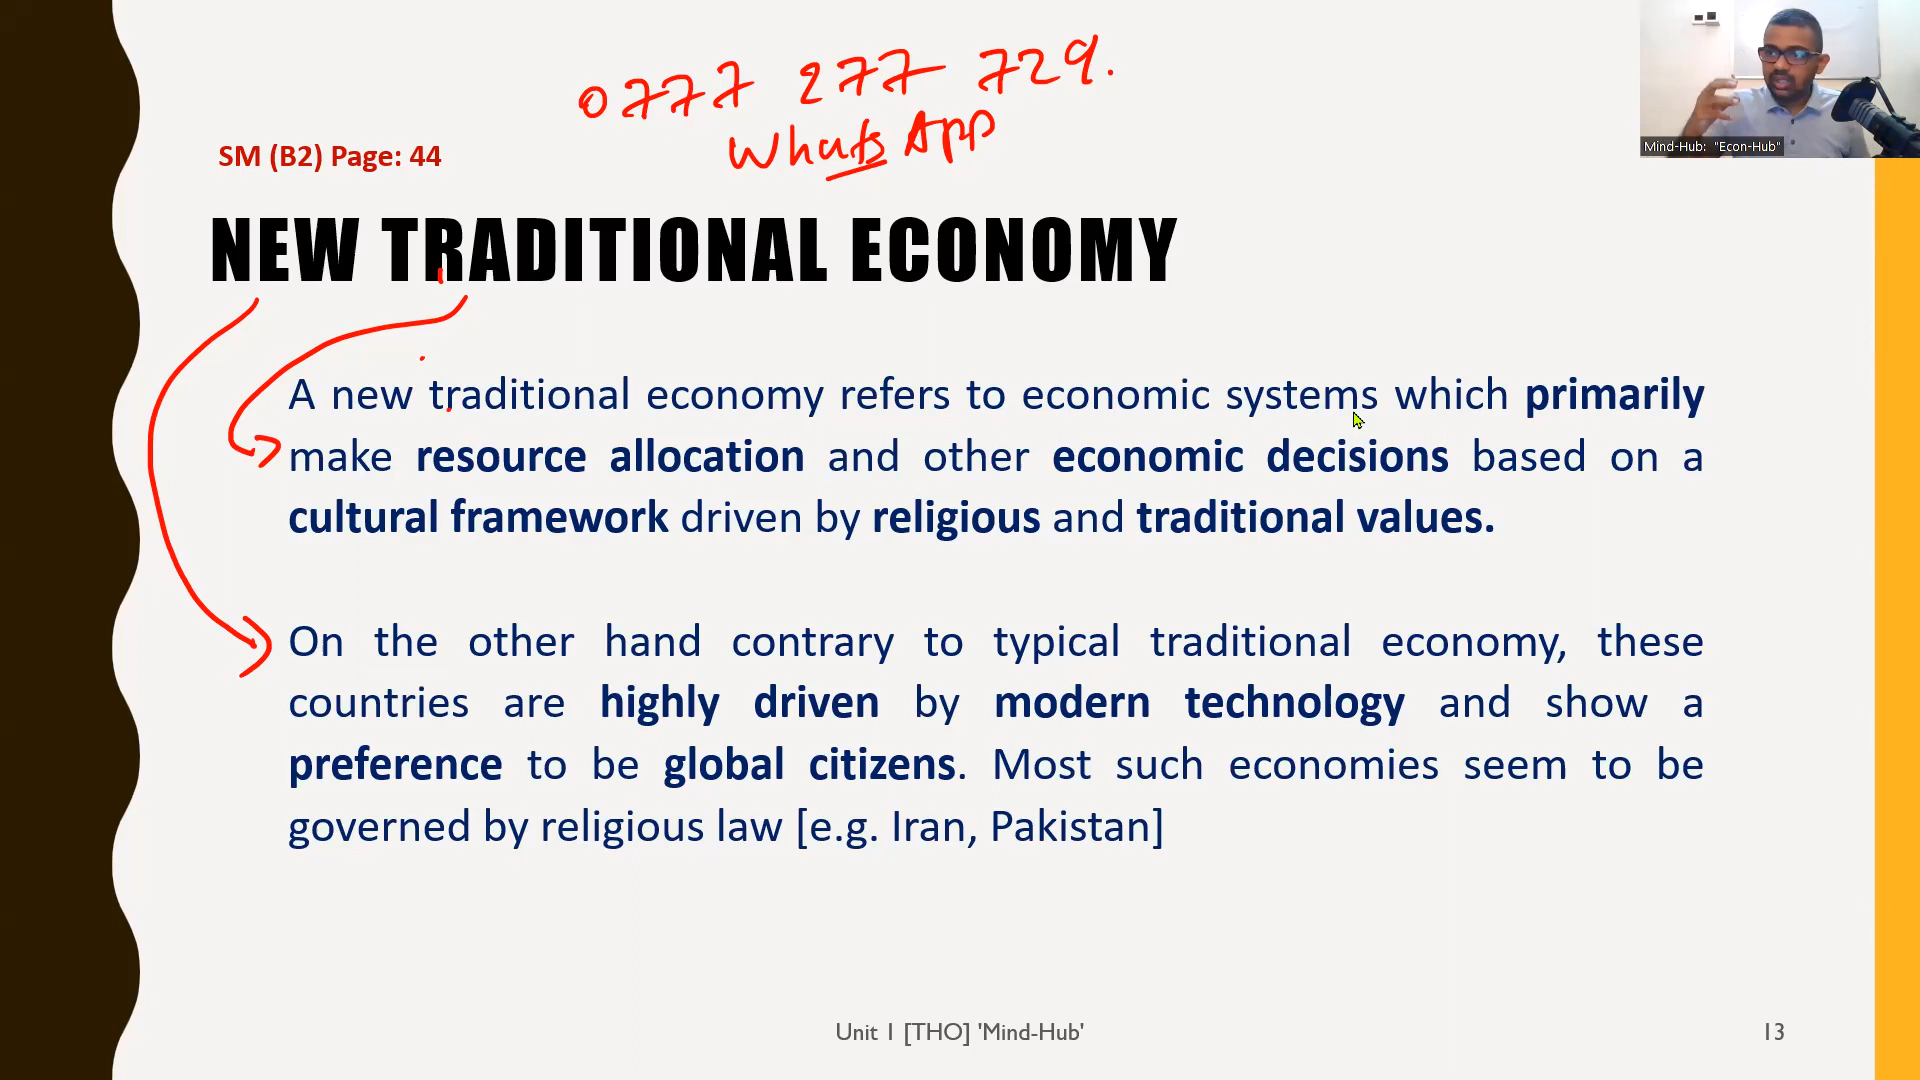 0777 277 729.
WhatsApp
Mind-Hub: "Econ-Hub"
SM (B2) Page: 44
NEW TRADITIONAL ECONOMY
A new traditional economy refers to economic systems which primarily
make resource allocation and other economic decisions based on a
cultural framework driven by religious and traditional values.
On the other hand contrary to typical traditional economy, these
countries are highly driven by modern technology and show a
preference to be global citizens. Most such economies seem to be
governed by religious law [e.g. Iran, Pakistan]
Unit 1 [THO] 'Mind-Hub'
13